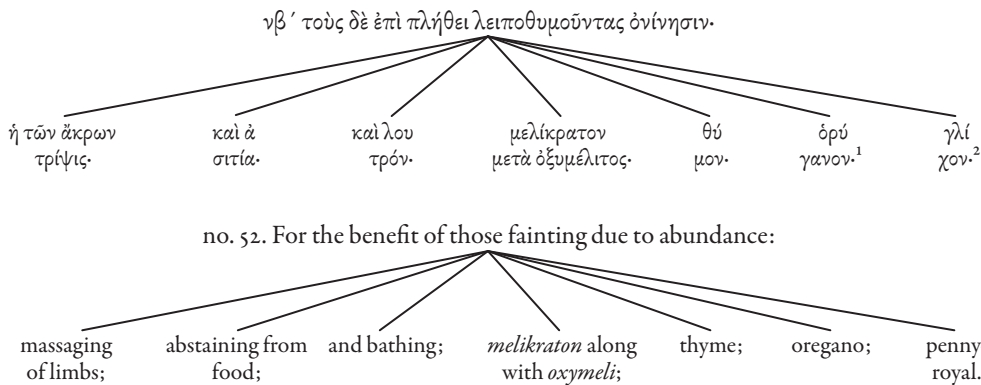 νβ ´ τοὺς δὲ ἐπὶ πλήθει λειποθυμοῦντας ὀνίνησιν·
ἡ τῶν ἄκρων καὶ ἀ καὶ λου μελίκρατον θύ ὀρύ γλί
τρίψις· σιτία· τρόν· μετὰ ὀξυμέλιτος· μον· γανον·¹ χον·²
no. 52. For the benefit of those fainting due to abundance:
massaging abstaining from and bathing; melikraton along thyme; oregano; penny
of limbs; food; with oxymeli; royal.